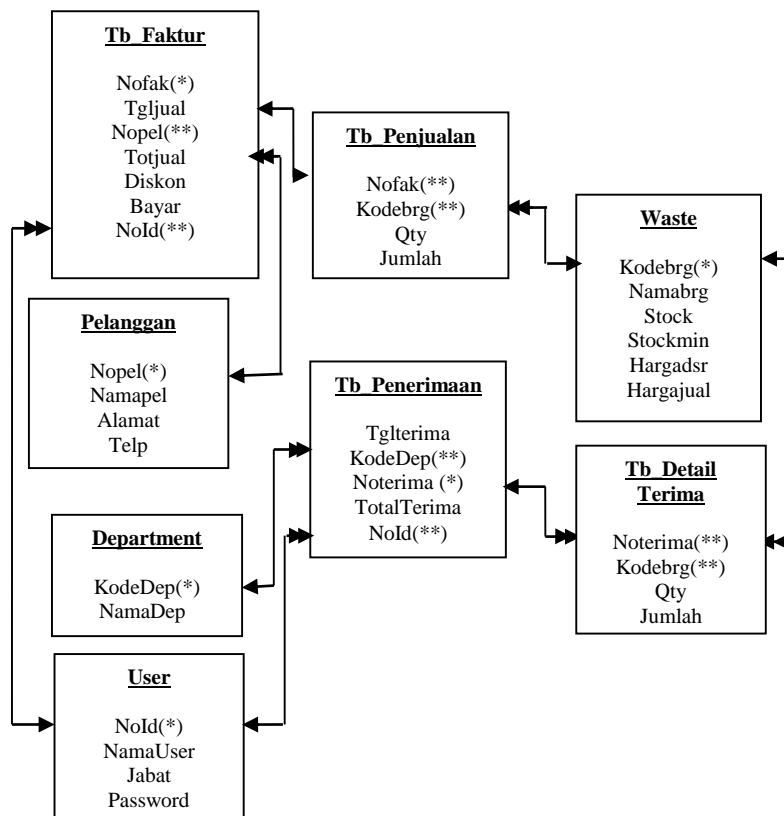 Tb_Faktur
Nofak(*)
Tgljual
Nopel(**)
Totjual
Diskon
Bayar
NoId(**)
Tb_Penjualan
Nofak(**)
Kodebrg(**)
Qty
Jumlah
Waste
Kodebrg(*)
Namabrg
Stock
Stockmin
Hargadsr
Hargajual
Pelanggan
Nopel(*)
Namapel
Alamat
Telp
Tb_Penerimaan
Tglterima
KodeDep(**)
Noterima (*)
TotalTerima
NoId(**)
Tb_Detail
Terima
Noterima(**)
Kodebrg(**)
Qty
Jumlah
Department
KodeDep(*)
NamaDep
User
NoId(*)
NamaUser
Jabat
Password